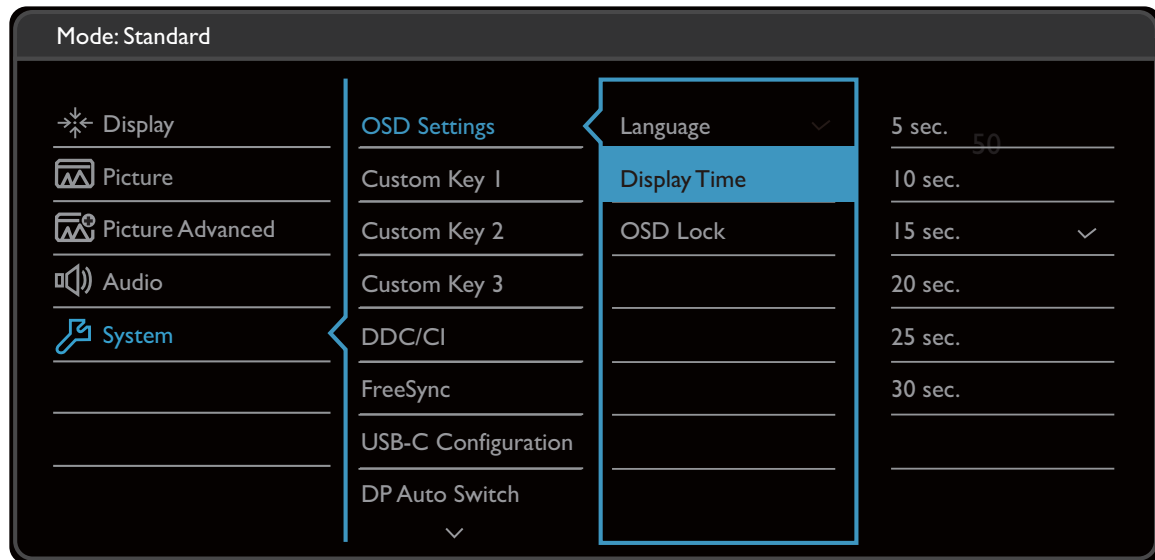 Mode: Standard
Display
Picture
Picture Advanced
Audio
System
OSD Settings
Custom Key 1
Custom Key 2
Custom Key 3
DDC/CI
FreeSync
USB-C Configuration
DP Auto Switch
Language
Display Time
OSD Lock
5 sec.
50
10 sec.
15 sec.
20 sec.
25 sec.
30 sec.